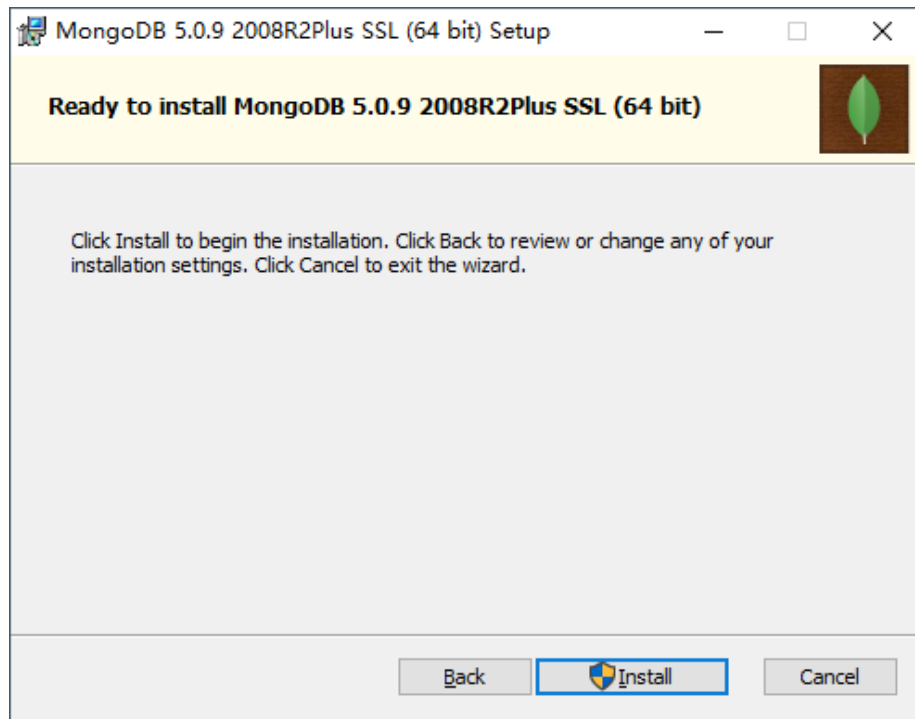 MongoDB 5.0.9 2008R2Plus SSL (64 bit) Setup
Ready to install MongoDB 5.0.9 2008R2Plus SSL (64 bit)
Click Install to begin the installation. Click Back to review or change any of your
installation settings. Click Cancel to exit the wizard.
Back Install Cancel